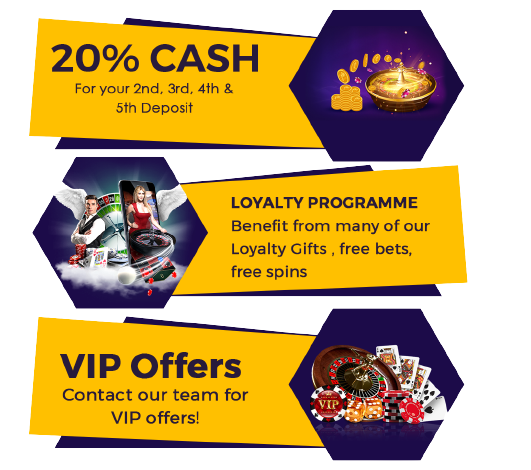 20% CASH
For your 2nd, 3rd, 4th &
5th Deposit
LOYALTY PROGRAMME
Benefit from many of our
Loyalty Gifts , free bets,
free spins
VIP Offers
Contact our team for
VIP offers!
VIP